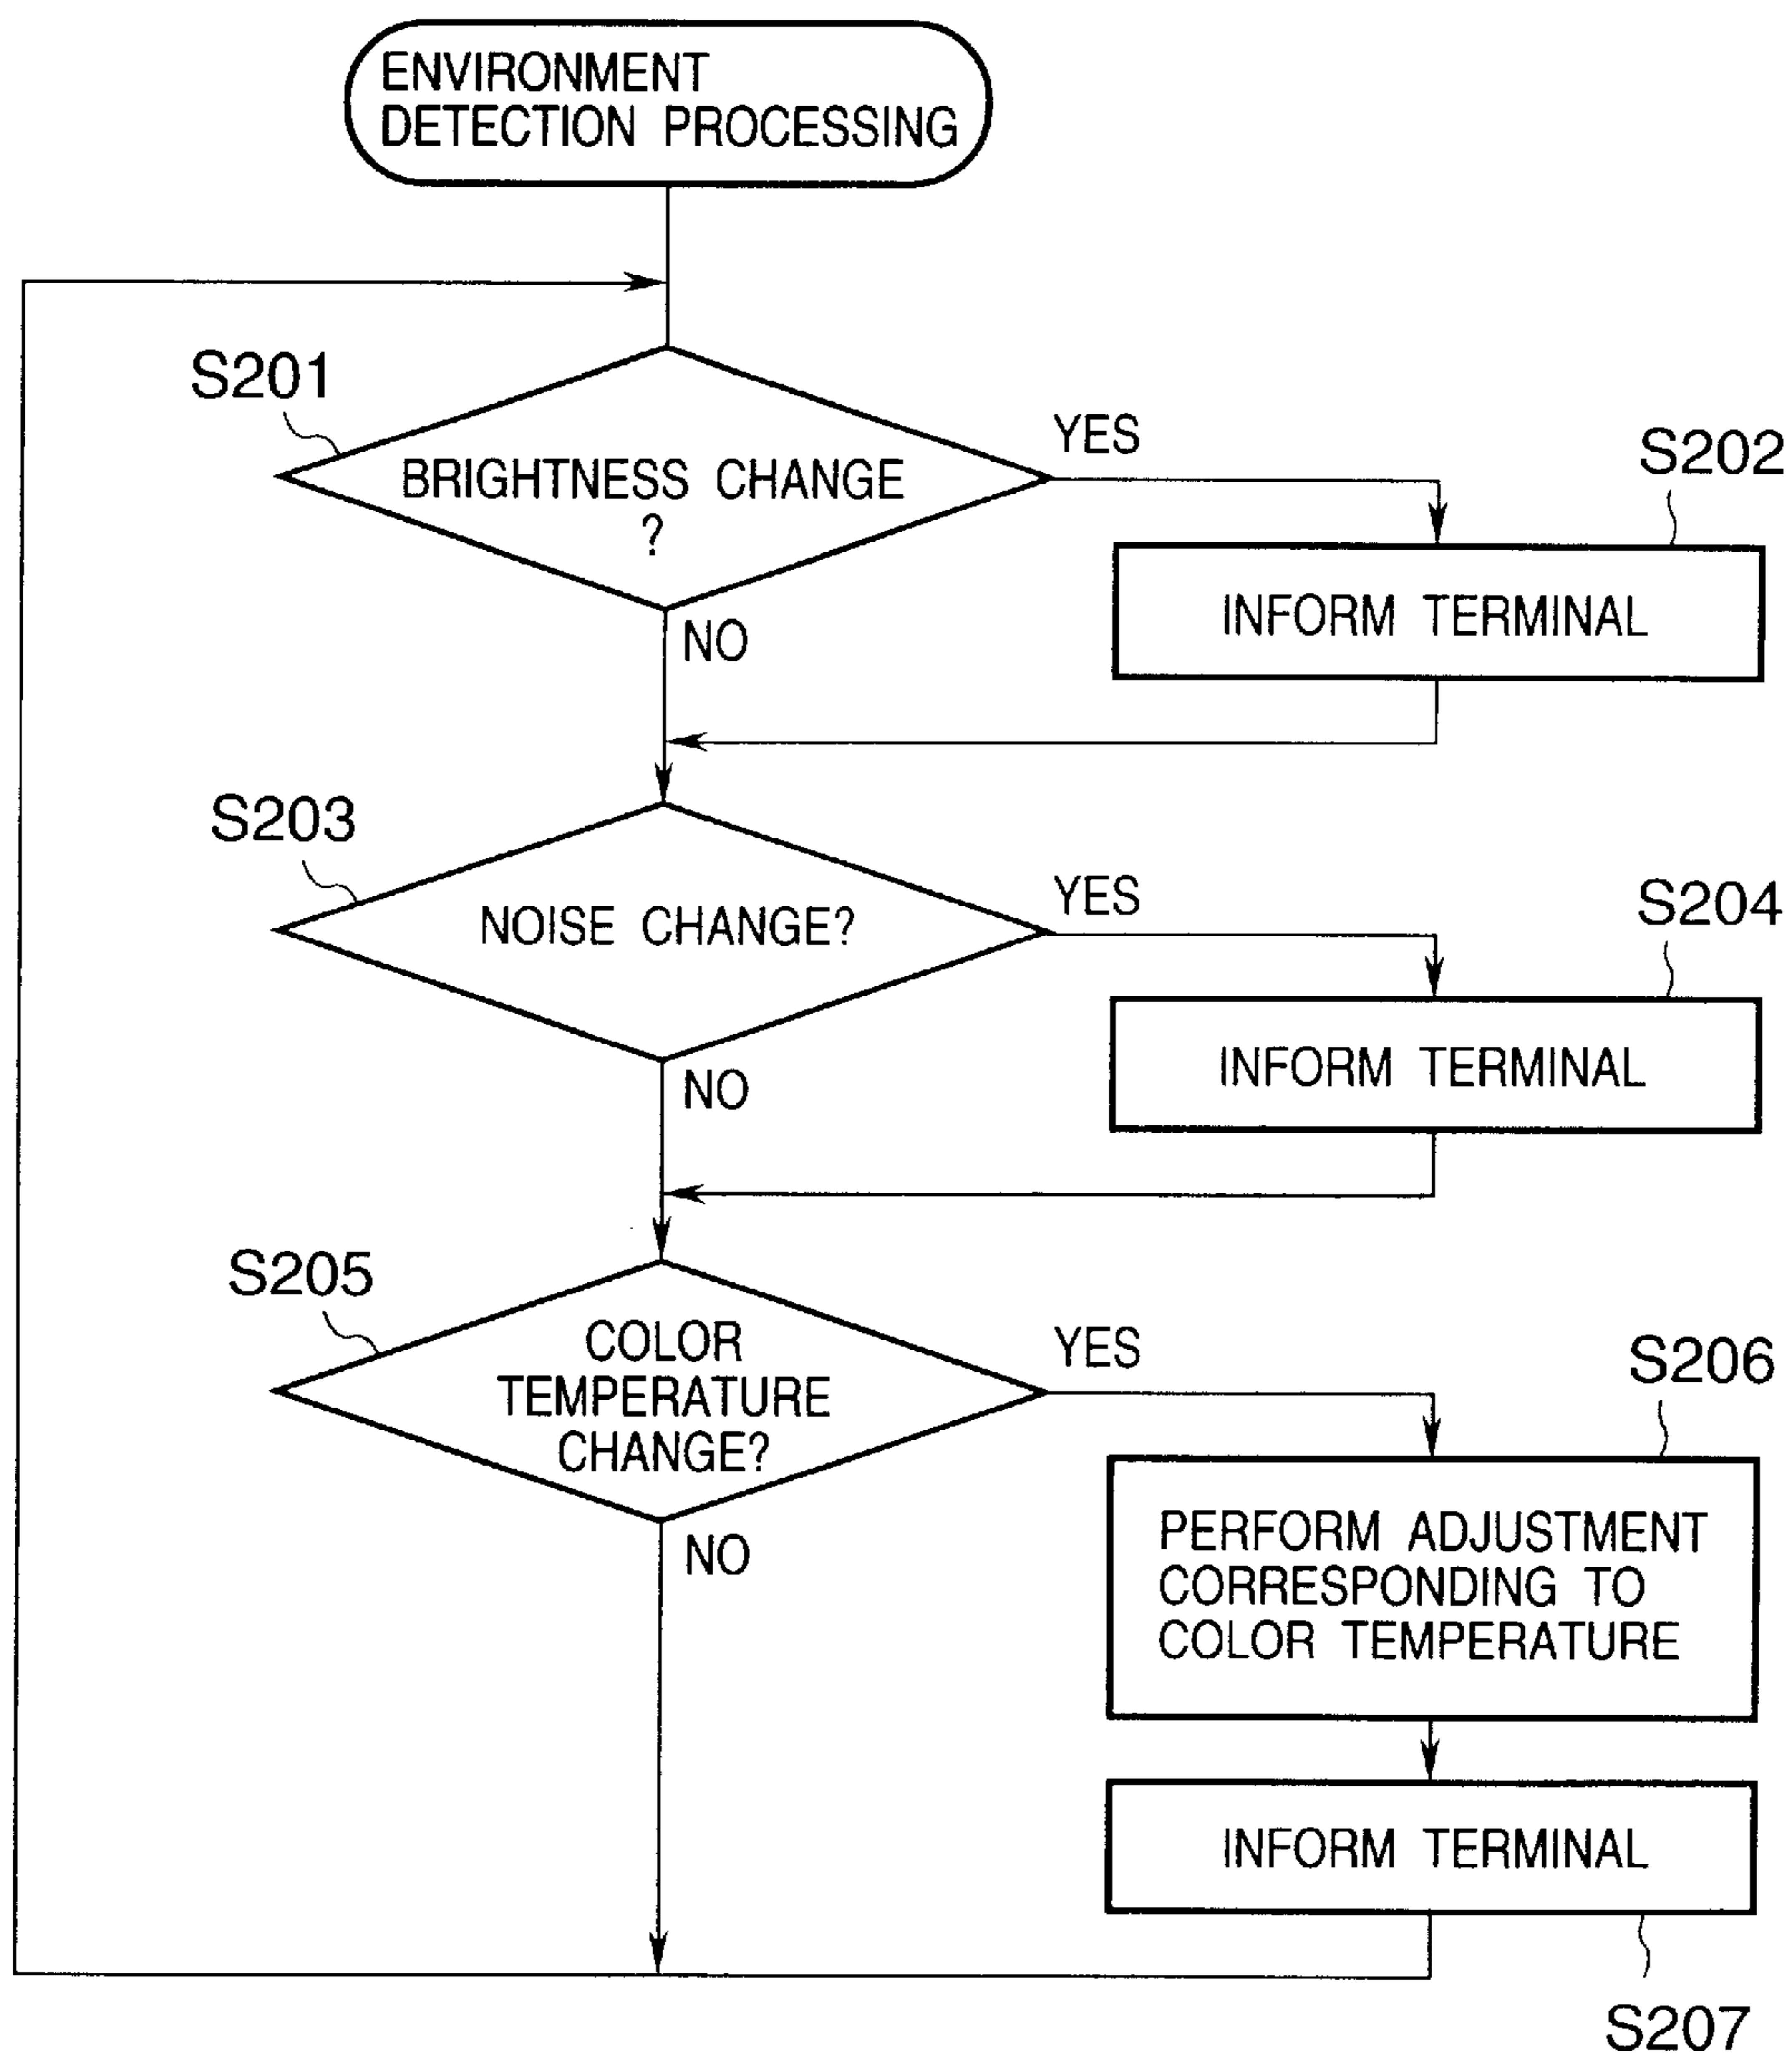 ENVIRONMENT
DETECTION PROCESSING
S201
BRIGHTNESS CHANGE
?
YES
NO
S202
INFORM TERMINAL
S203
NOISE CHANGE?
YES
NO
S204
INFORM TERMINAL
S205
COLOR
TEMPERATURE
CHANGE?
YES
NO
S206
PERFORM ADJUSTMENT
CORRESPONDING TO
COLOR TEMPERATURE
INFORM TERMINAL
S207